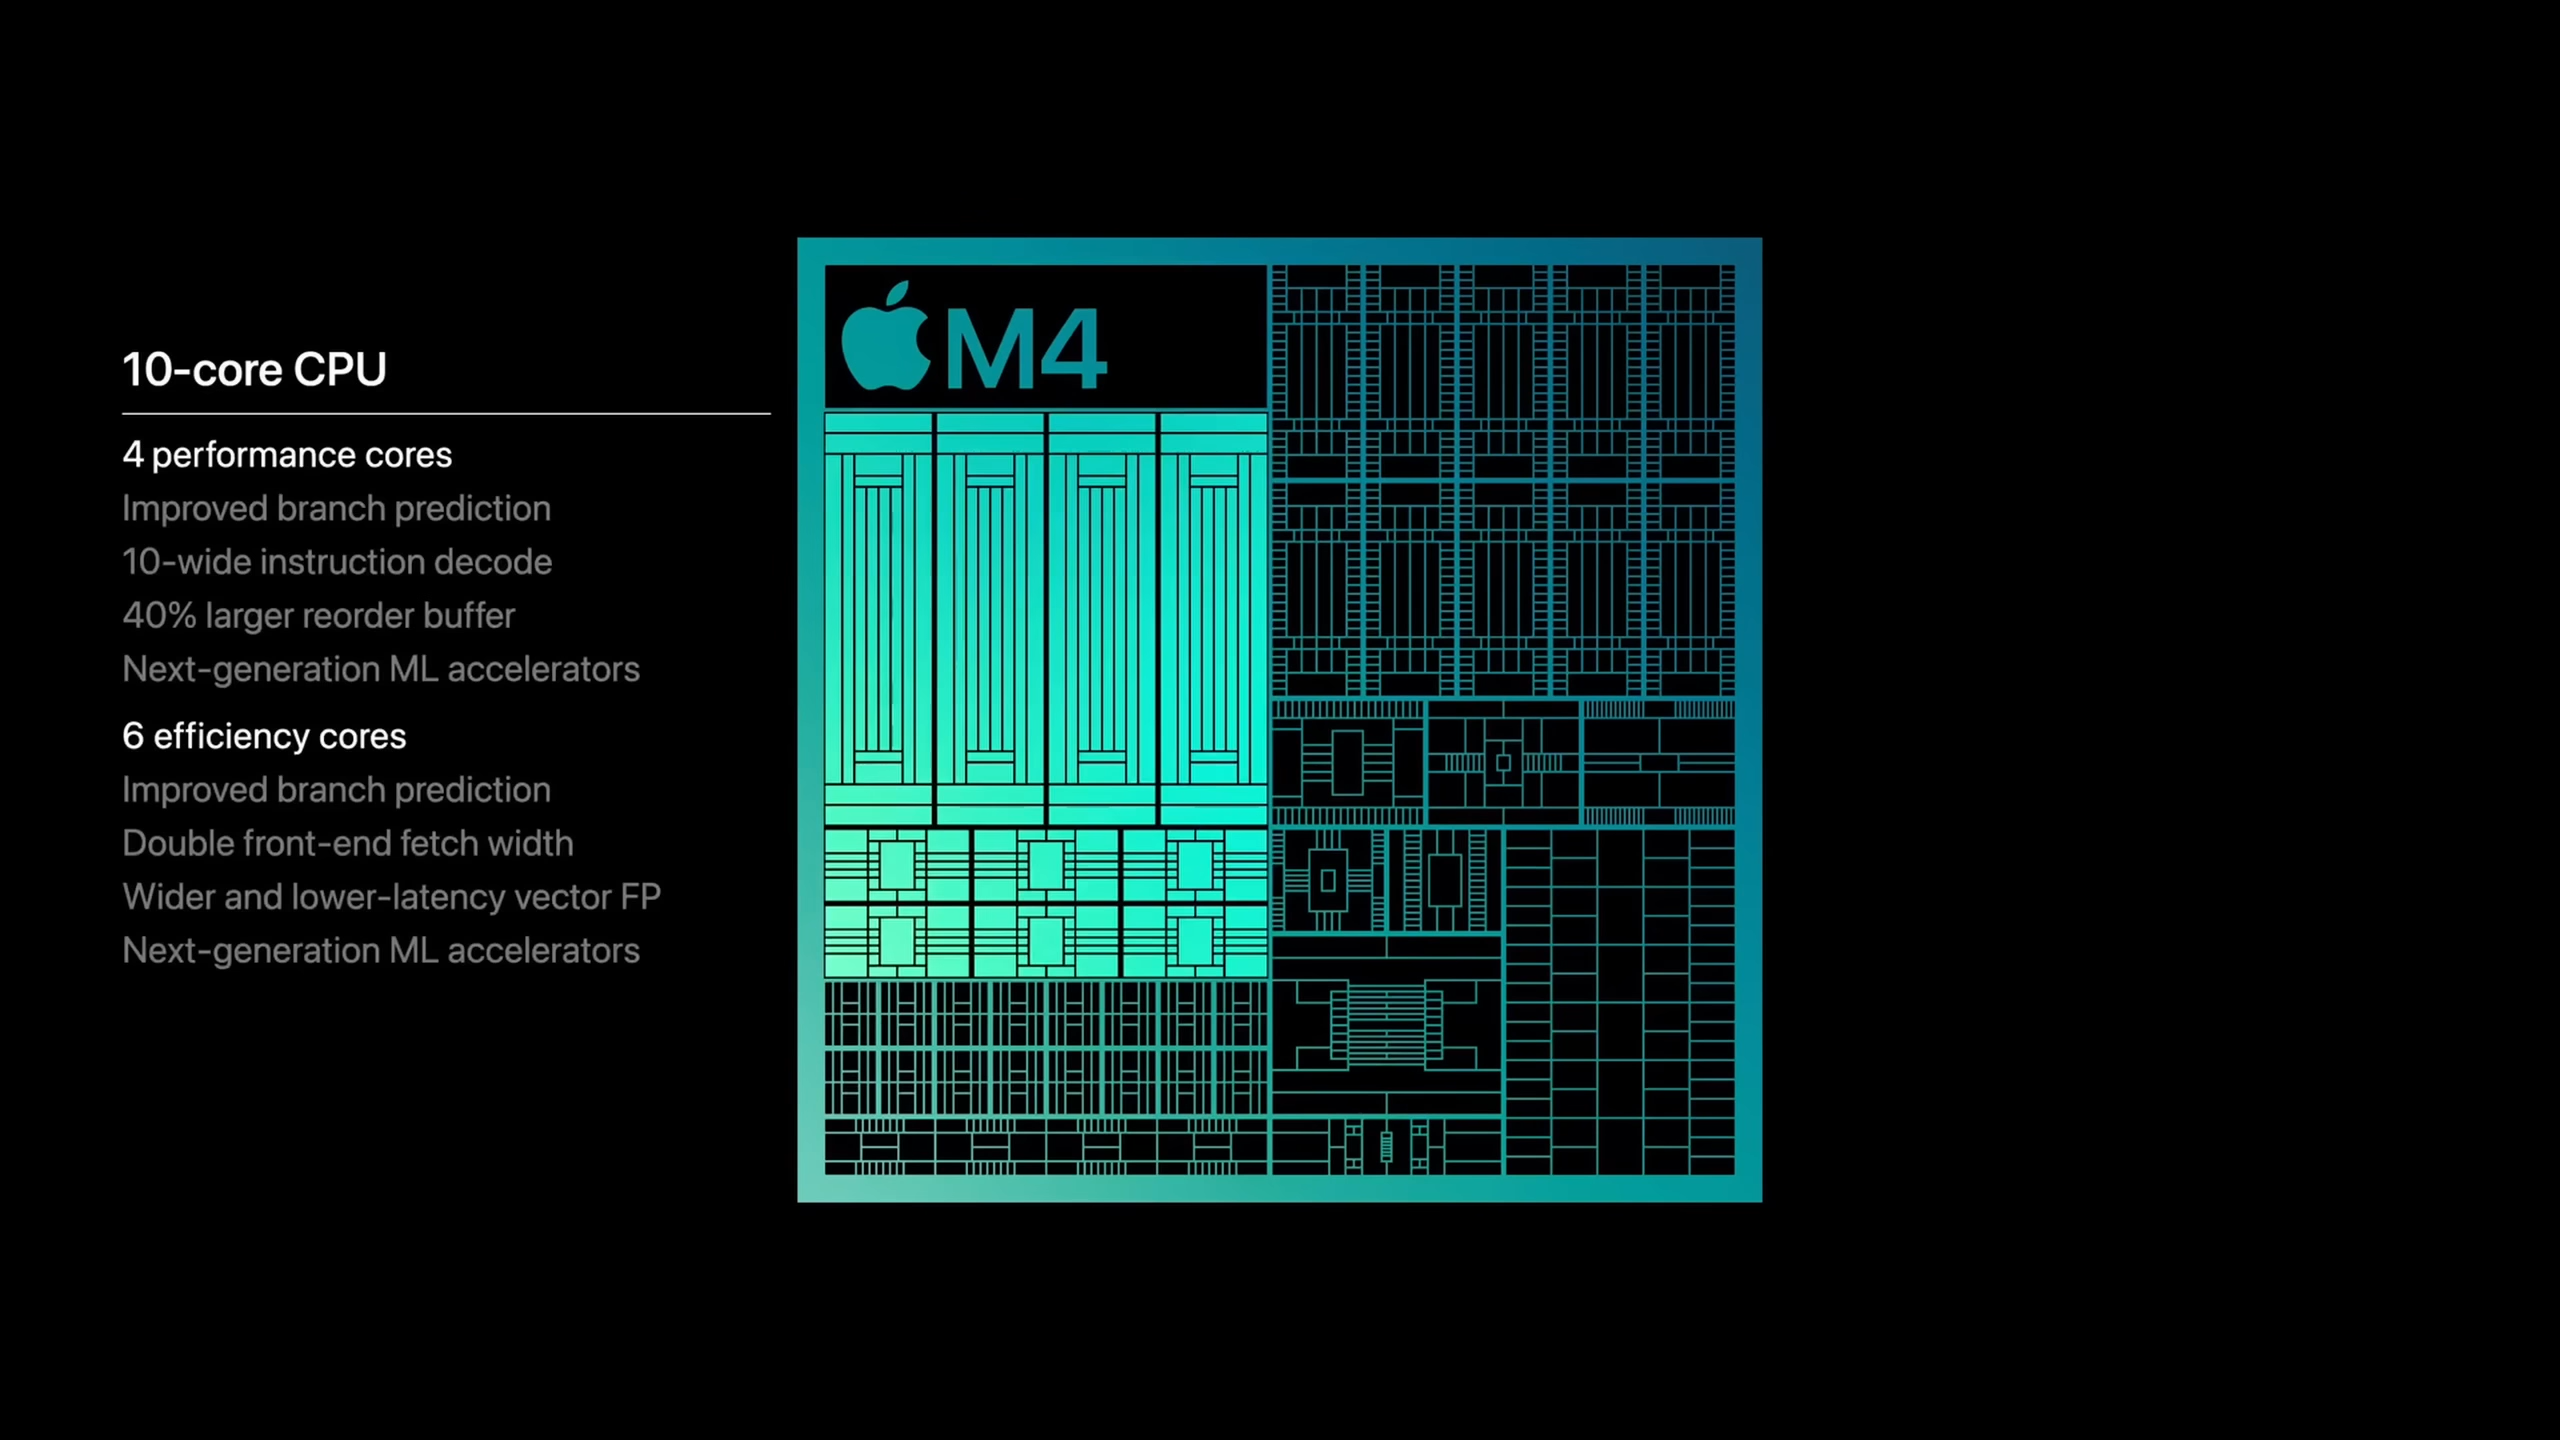 10-core CPU
4 performance cores
Improved branch prediction
10-wide instruction decode
40% larger reorder buffer
Next-generation ML accelerators
6 efficiency cores
Improved branch prediction
Double front-end fetch width
Wider and lower-latency vector FP
Next-generation ML accelerators
M4